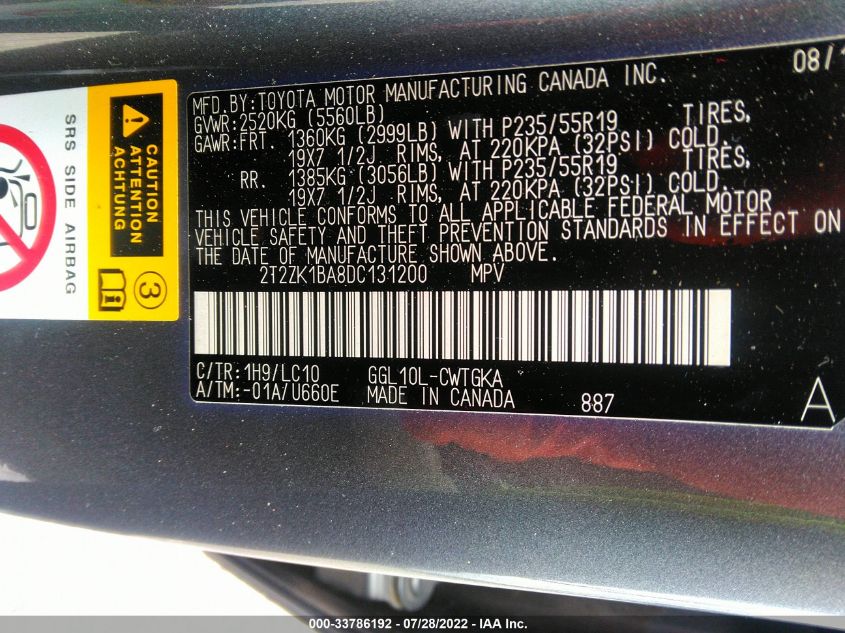 08/1
MFD.BY:TOYOTA MOTOR MANUFACTURING CANADA INC.
GVWR:2520KG (5560LB)
GAWR:FRT. 1360KG (2999LB) WITH P235/55R19 TIRES,
19X7 1/2J RIMS, AT 220KPA (32PSI) COLD.
RR. 1385KG (3056LB) WITH P235/55R19 TIRES,
19X7 1/2J RIMS, AT 220KPA (32PSI) COLD.
THIS VEHICLE CONFORMS TO ALL APPLICABLE FEDERAL MOTOR
VEHICLE SAFETY AND THEFT PREVENTION STANDARDS IN EFFECT ON
THE DATE OF MANUFACTURE SHOWN ABOVE.
2T2ZK1BA8DC131200 MPV
C/TR:1H9/LC10 GGL10L-CWTGKA
A/TM:-01A/U660E MADE IN CANADA 887
A
CAUTION
ATTENTION
PRECAUCION
3
SRS SIDE AIRBAG
000-33786192 - 07/28/2022 - IAA Inc.